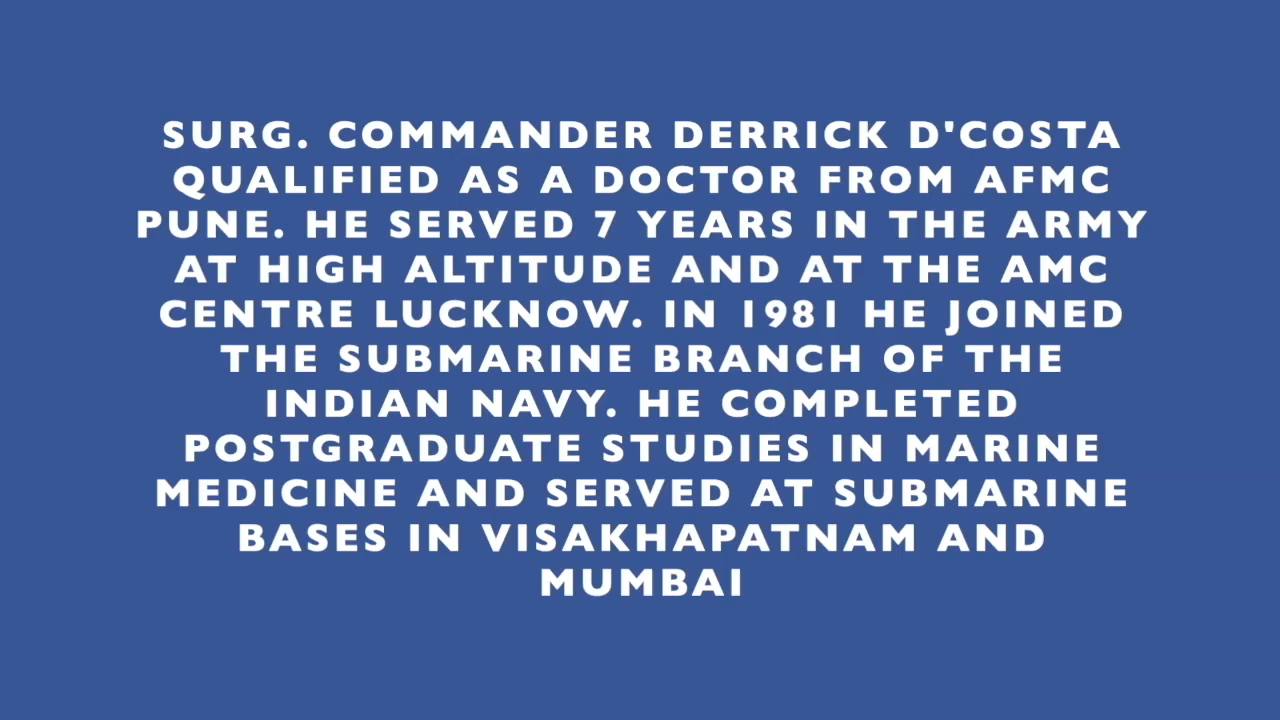 SURG. COMMANDER DERRICK D'COSTA
QUALIFIED AS A DOCTOR FROM AFMC
PUNE. HE SERVED 7 YEARS IN THE ARMY
AT HIGH ALTITUDE AND AT THE AMC
CENTRE LUCKNOW. IN 1981 HE JOINED
THE SUBMARINE BRANCH OF THE
INDIAN NAVY. HE COMPLETED
POSTGRADUATE STUDIES IN MARINE
MEDICINE AND SERVED AT SUBMARINE
BASES IN VISAKHAPATNAM AND
MUMBAI